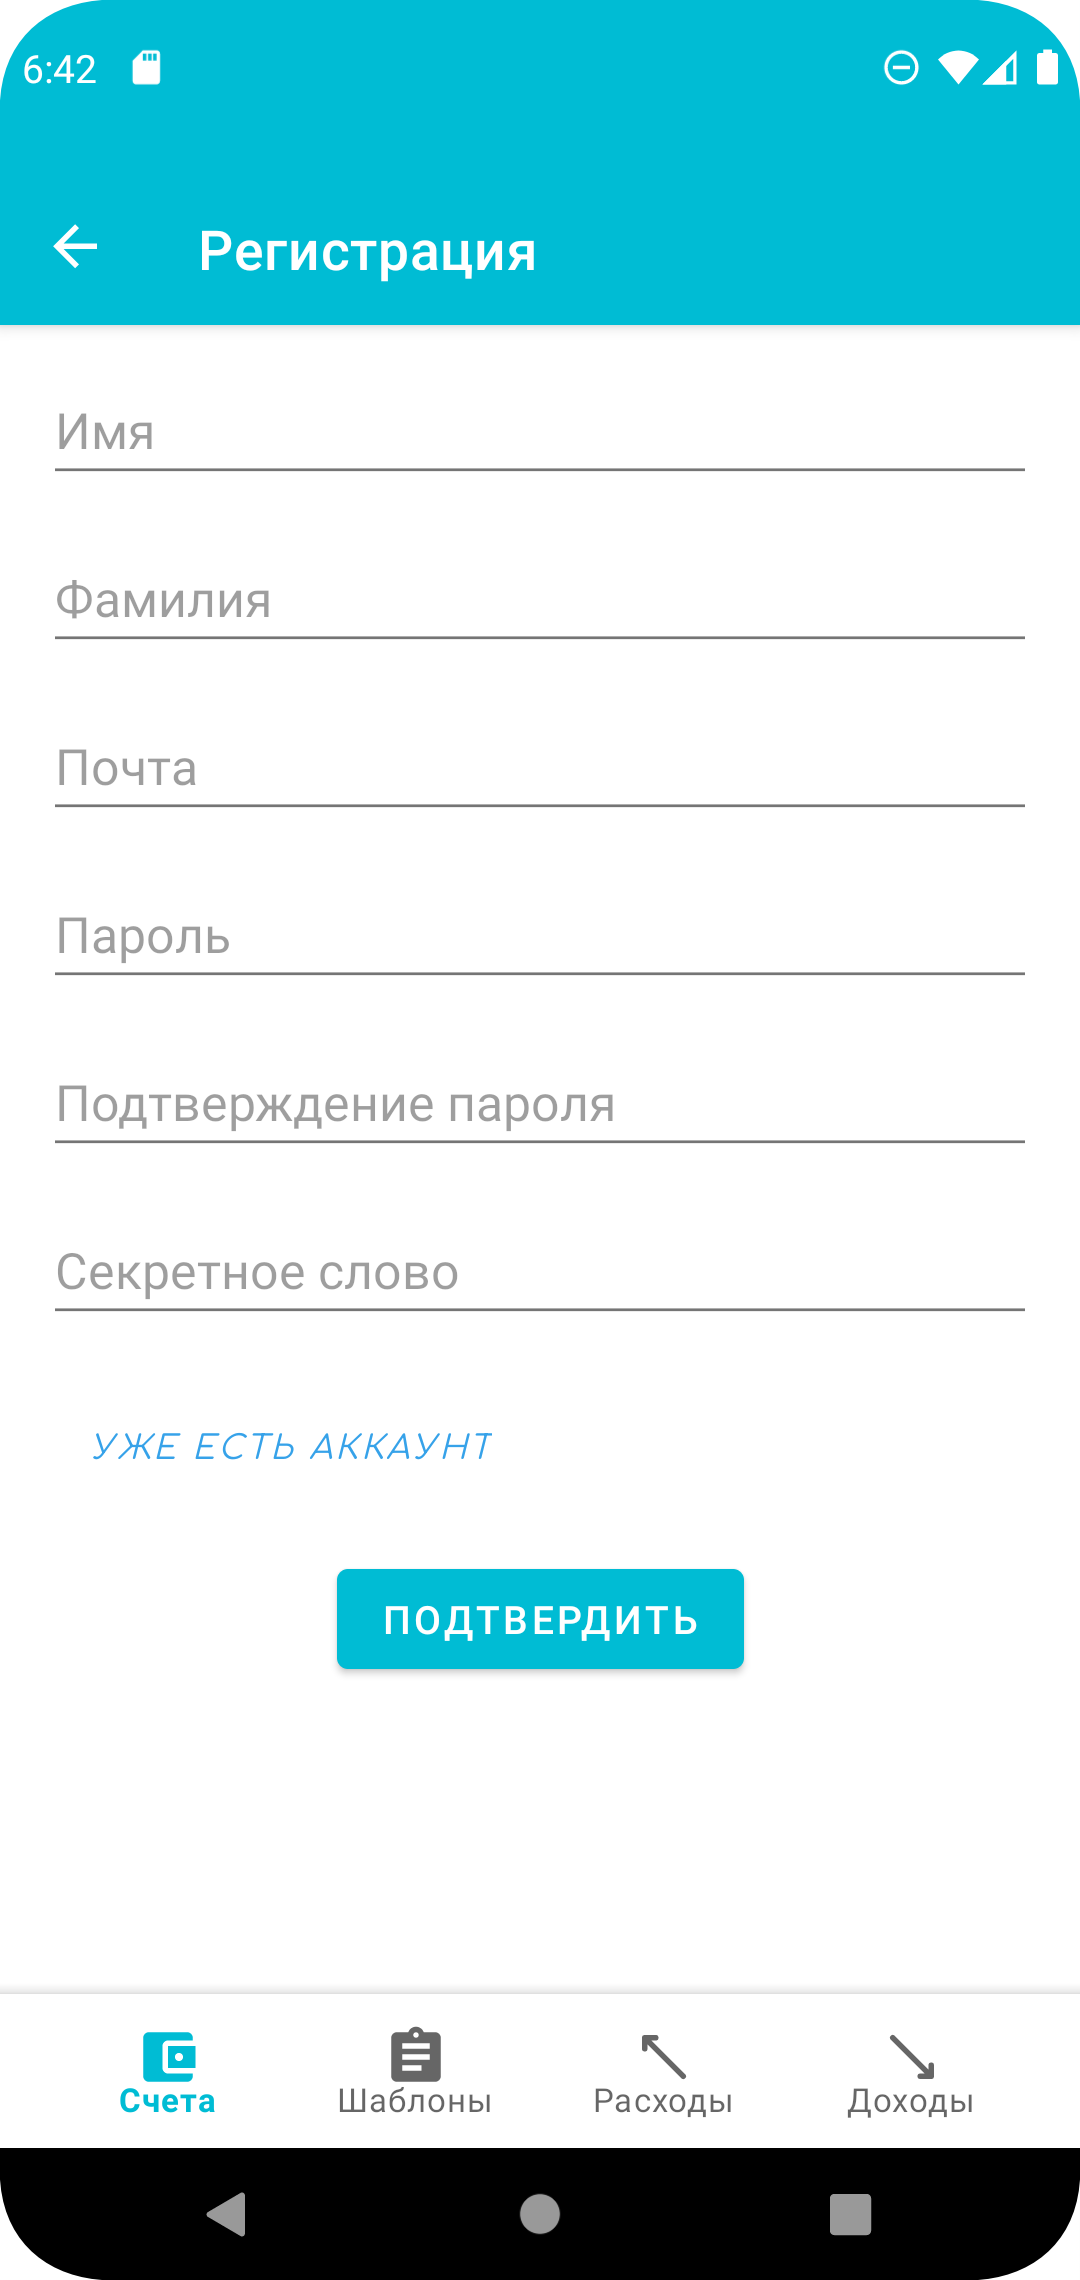 6:42
Регистрация
Имя
Фамилия
Почта
Пароль
Подтверждение пароля
Секретное слово
УЖЕ ЕСТЬ АККАУНТ
ПОДТВЕРДИТЬ
Счета Шаблоны Расходы Доходы